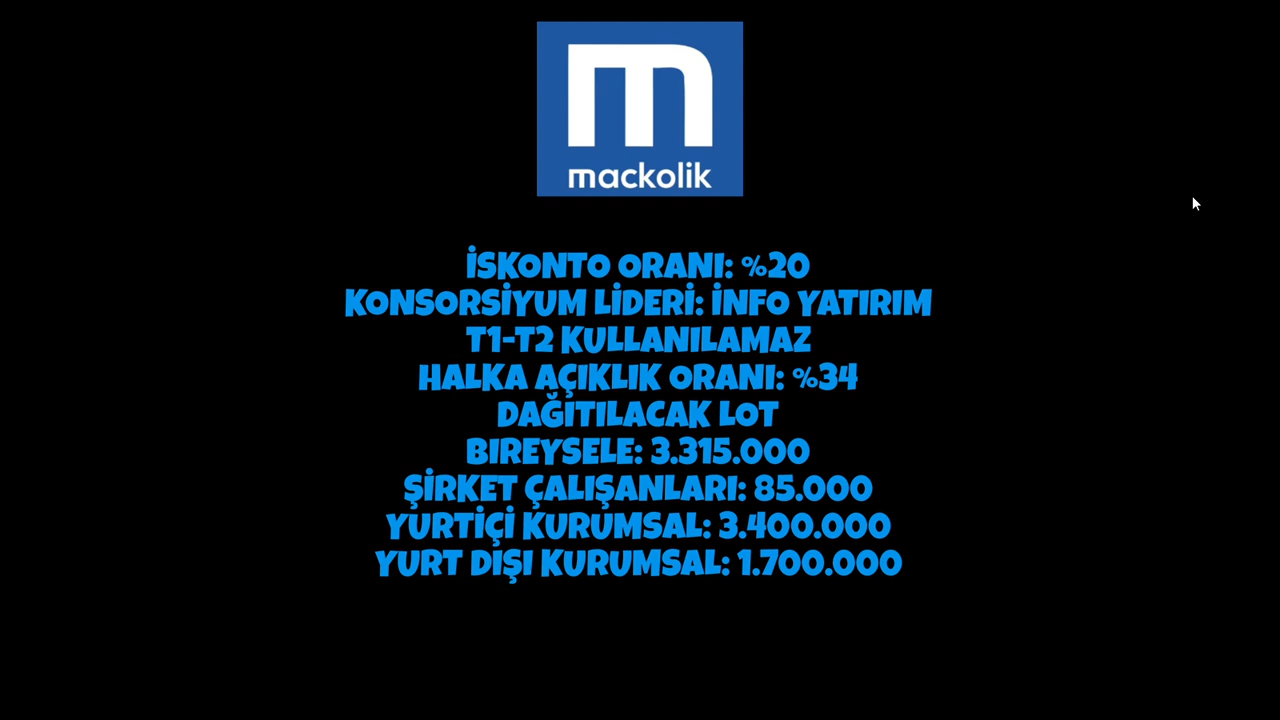 m
mackolik
İSKONTO ORANI: %20
KONSORSİYUM LİDERİ: İNFO YATIRIM
T1-T2 KULLANILAMAZ
HALKA AÇIKLIK ORANI: %34
DAĞITILACAK LOT
BIREYSELE: 3.315.000
ŞİRKET ÇALIŞANLARI: 85.000
YURTİÇİ KURUMSAL: 3.400.000
YURT DIŞI KURUMSAL: 1.700.000